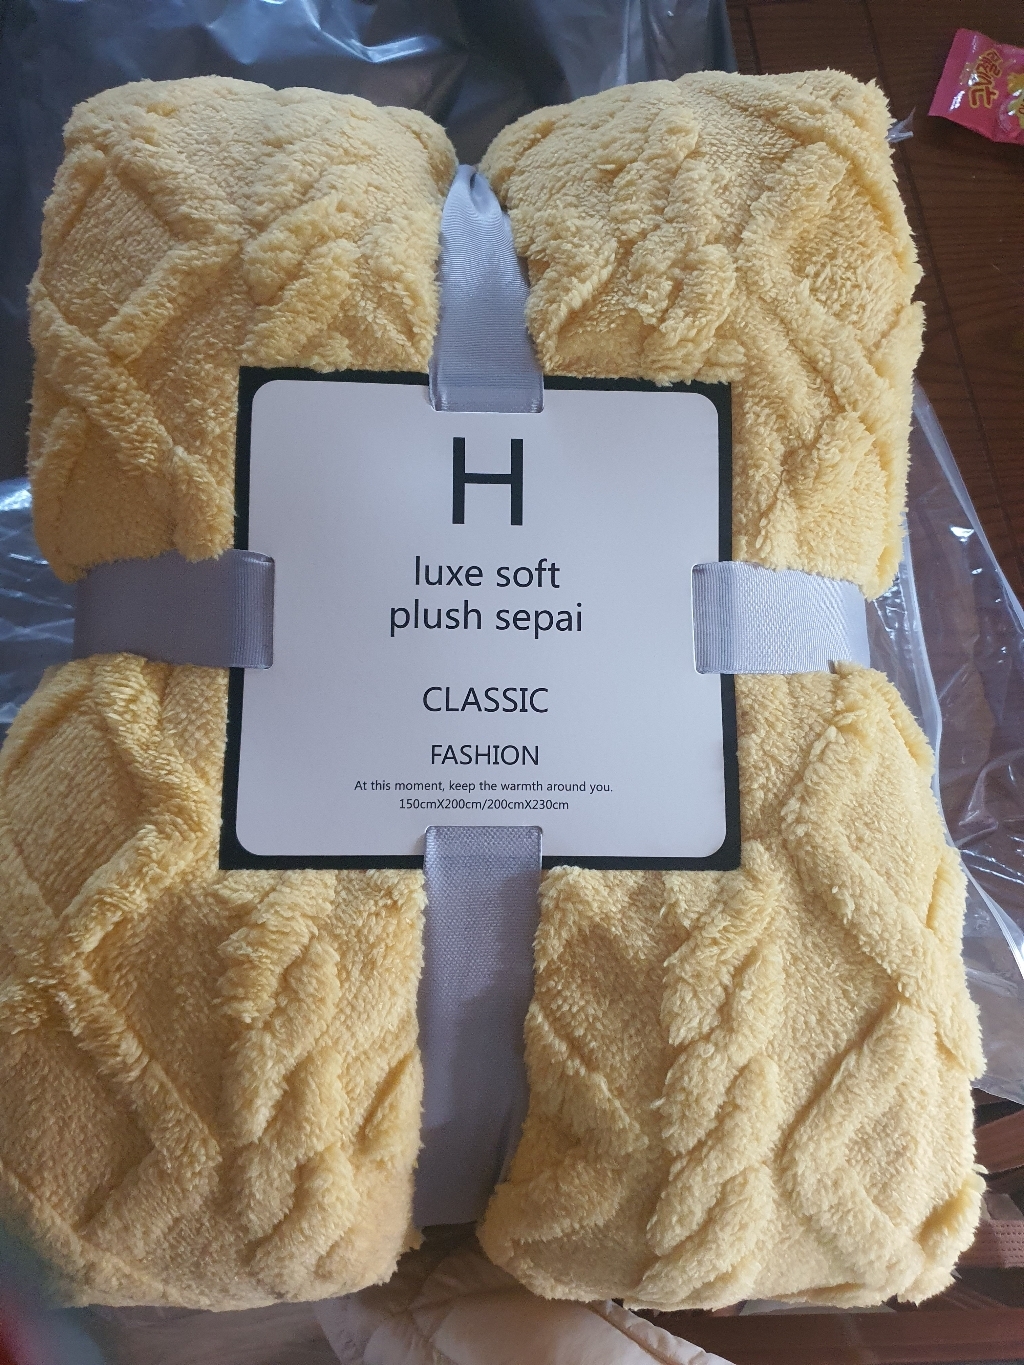 H
luxe soft
plush sepai
CLASSIC
FASHION
At this moment, keep the warmth around you.
150cmX200cm/200cmX230cm